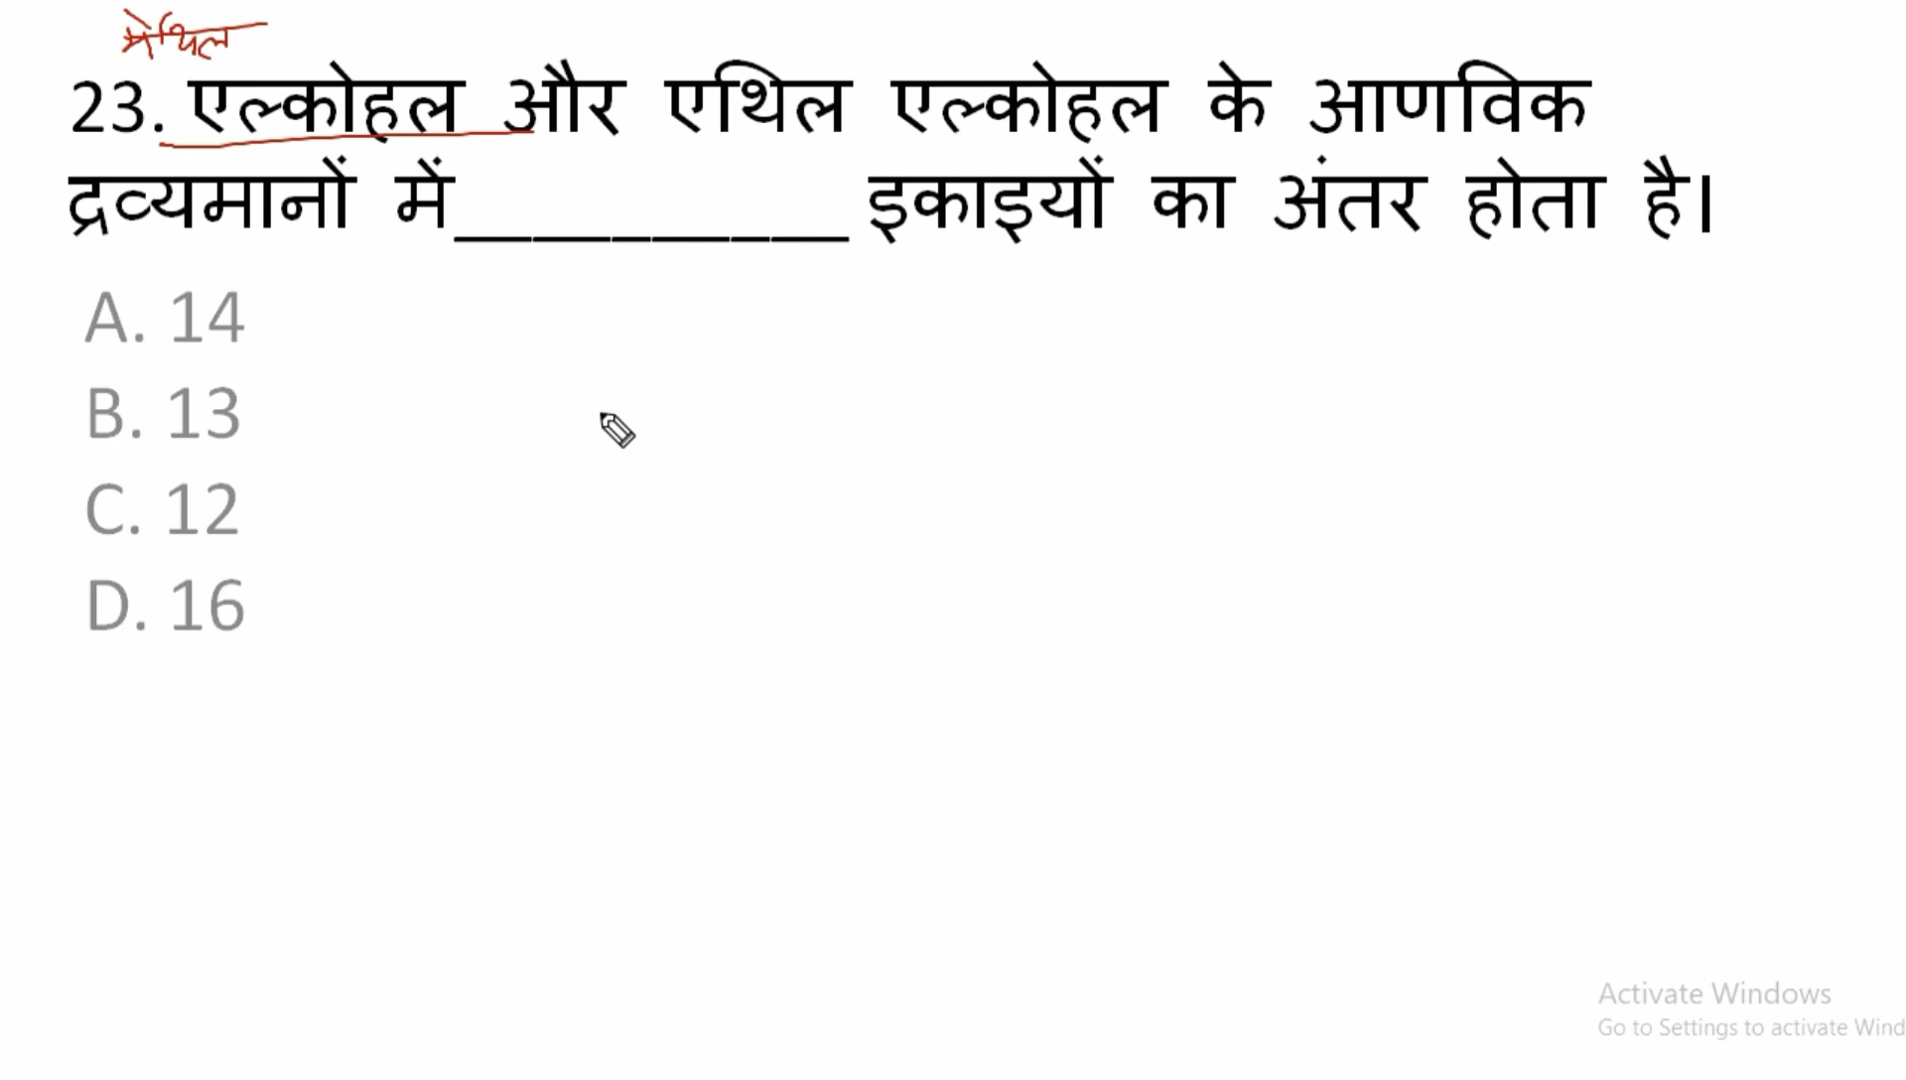 मेथिल
23. एल्कोहल और एथिल एल्कोहल के आणविक
द्रव्यमानों में__________ इकाइयों का अंतर होता है।
A. 14
B. 13
C. 12
D. 16
Activate Windows
Go to Settings to activate Wind